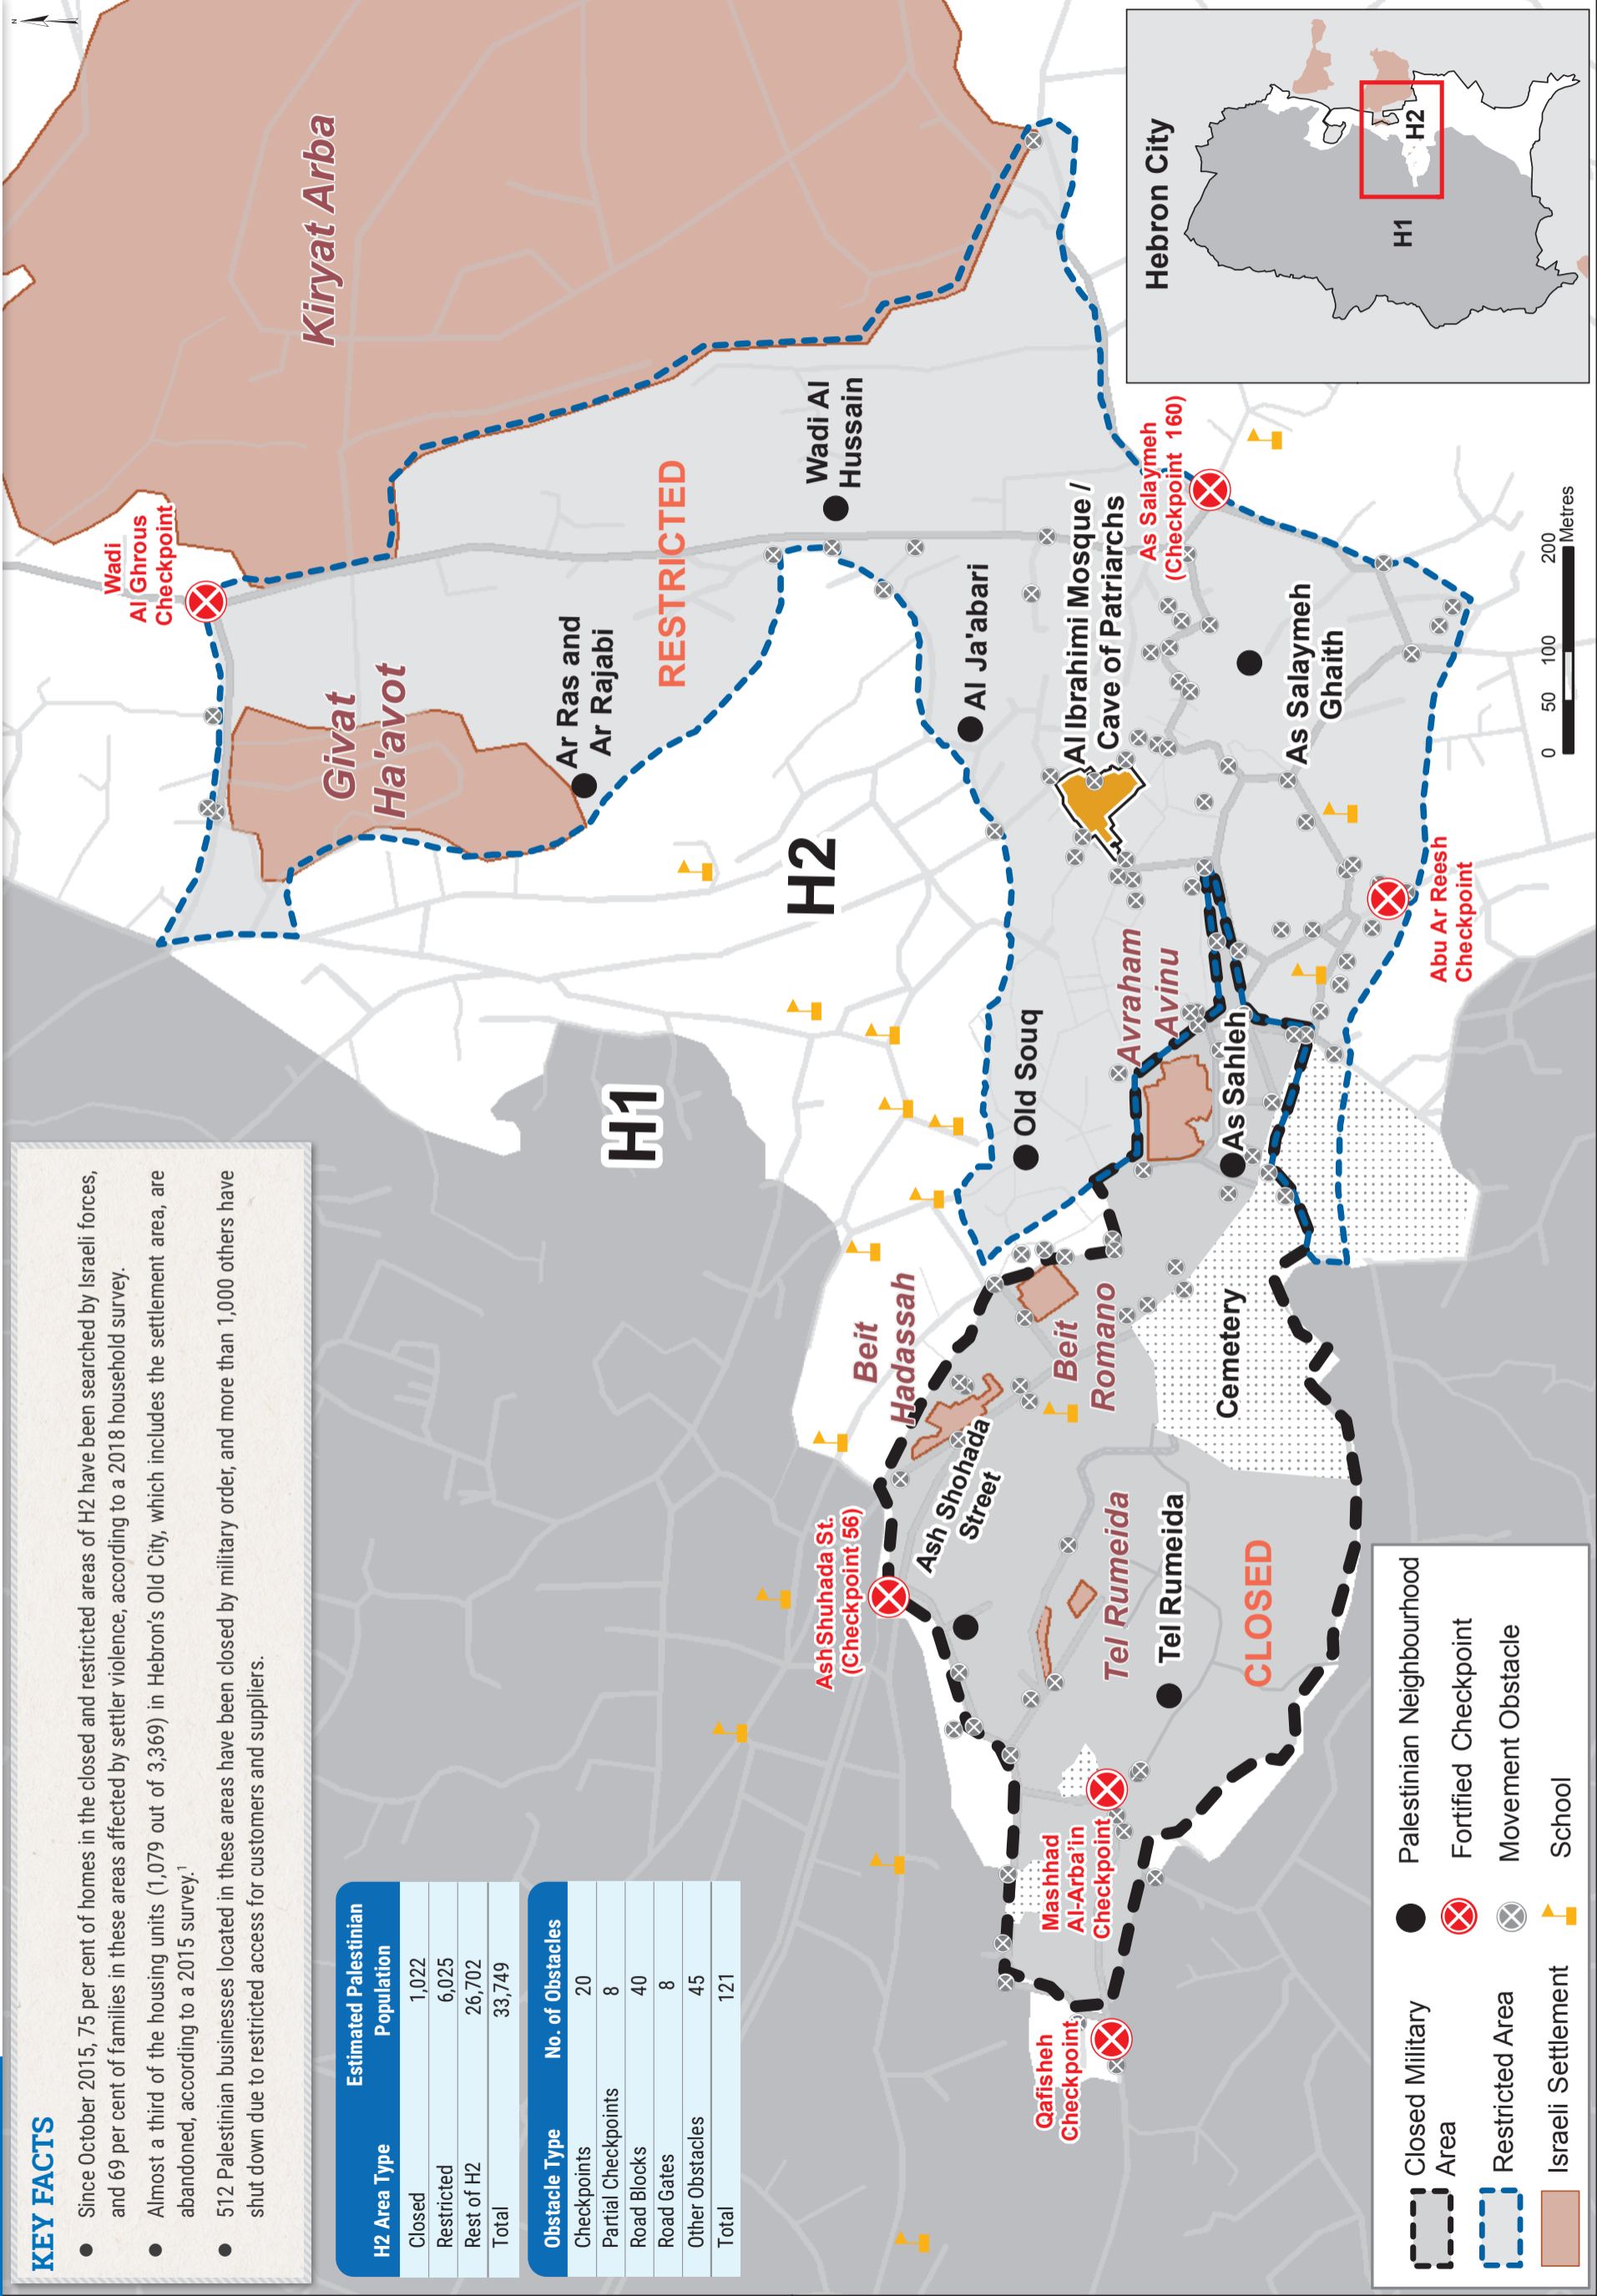 KEY FACTS
● Since October 2015, 75 per cent of homes in the closed and restricted areas of H2 have been searched by Israeli forces,
and 69 per cent of families in these areas affected by settler violence, according to a 2018 household survey.
● Almost a third of the housing units (1,079 out of 3,369) in Hebron's Old City, which includes the settlement area, are
abandoned, according to a 2015 survey.1
● 512 Palestinian businesses located in these areas have been closed by military order, and more than 1,000 others have
shut down due to restricted access for customers and suppliers.
H2 Area Type Estimated Palestinian
Population
Closed 1,022
Restricted 6,025
Rest of H2 26,702
Total 33,749
Obstacle Type No. of Obstacles
Checkpoints 20
Partial Checkpoints 8
Road Blocks 40
Road Gates 8
Other Obstacles 45
Total 121
N
Kiryat Arba
Wadi
Al Ghrous
Checkpoint
Givat
Ha'avot
Ar Ras and
Ar Rajabi
RESTRICTED
Wadi Al
Hussain
H1
H2
Al Ja'abari
Old Souq
Al Ibrahimi Mosque /
Cave of Patriarchs
As Salaymeh
(Checkpoint 160)
As Salaymeh
Ghaith
Abu Ar Reesh
Checkpoint
Avraham
Avinu
As Sahleh
Beit
Hadassah
Beit
Romano
Cemetery
Ash Shuhada St.
(Checkpoint 56)
Ash Shohada
Street
Tel Rumeida
Tel Rumeida
CLOSED
Mashhad
Al-Arba'in
Checkpoint
Qafisheh
Checkpoint
Closed Military
Area
Restricted Area
Israeli Settlement
Palestinian Neighbourhood
Fortified Checkpoint
Movement Obstacle
School
0 50 100 200
Metres
Hebron City
H1
H2